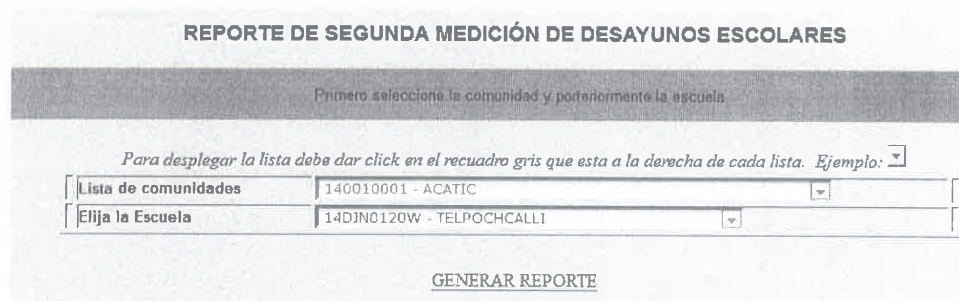 REPORTE DE SEGUNDA MEDICIÓN DE DESAYUNOS ESCOLARES
Primero seleccione la comunidad y porteriormente la escuela
Para desplegar la lista debe dar click en el recuadro gris que esta a la derecha de cada lista. Ejemplo:
Lista de comunidades 140010001 - ACATIC
Elija la Escuela 14DJN0120W - TELPOCHCALLI
GENERAR REPORTE